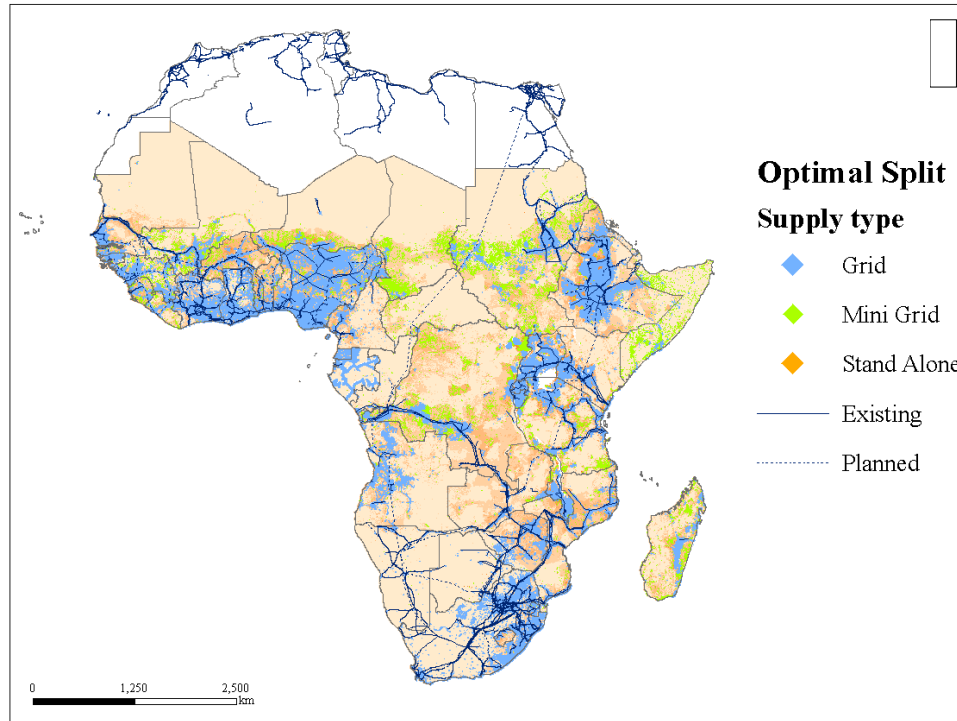 Optimal Split
Supply type
Grid
Mini Grid
Stand Alone
Existing
Planned
0 1,250 2,500
km